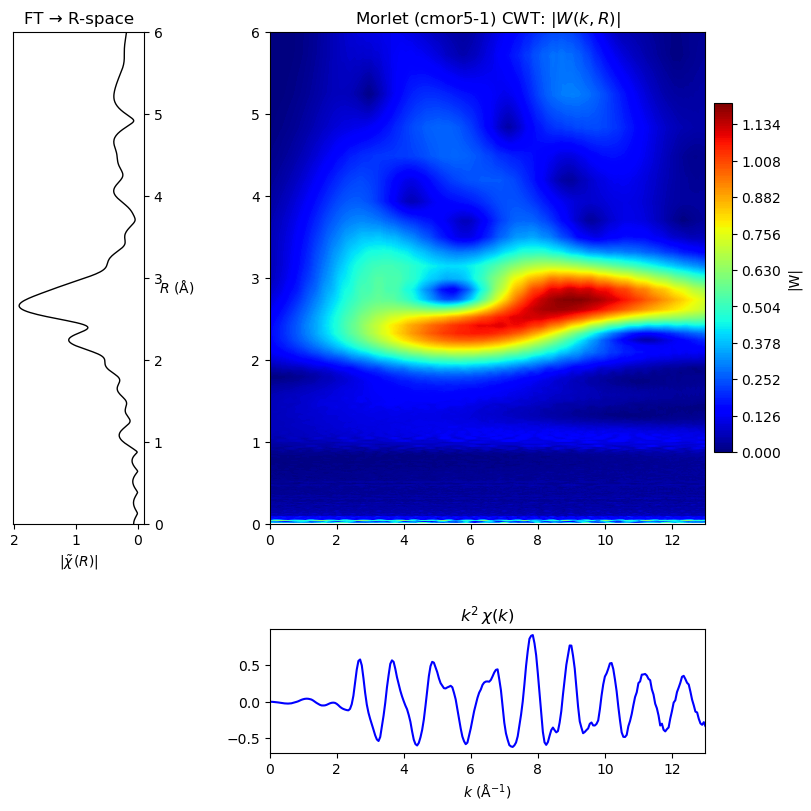 FT → R-space
Morlet (cmor5-1) CWT: |W(k, R)|
6
5
4
3
2
1
0
R (Å)
2 1 0
|χ̃(R)|
6
5
4
3
2
1
0
0 2 4 6 8 10 12
1.134
1.008
0.882
0.756
0.630
0.504
0.378
0.252
0.126
0.000
|W|
k² χ(k)
0.5
0.0
−0.5
0 2 4 6 8 10 12
k (Å⁻¹)